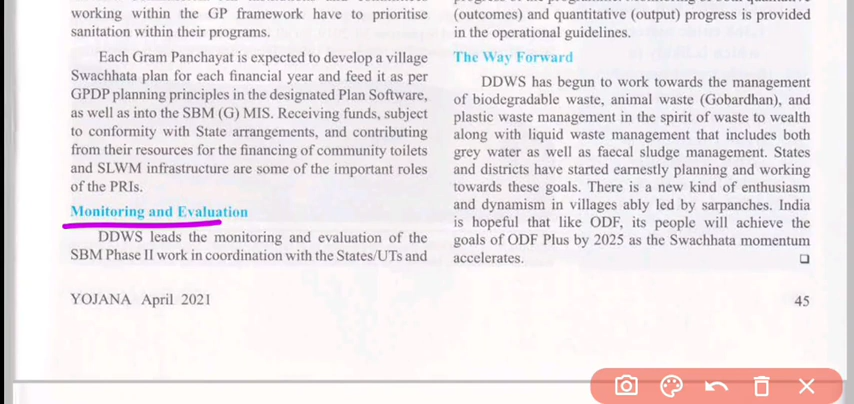 working within the GP framework have to prioritise
sanitation within their programs.
Each Gram Panchayat is expected to develop a village
Swachhata plan for each financial year and feed it as per
GPDP planning principles in the designated Plan Software,
as well as into the SBM (G) MIS. Receiving funds, subject
to conformity with State arrangements, and contributing
from their resources for the financing of community toilets
and SLWM infrastructure are some of the important roles
of the PRIs.
Monitoring and Evaluation
DDWS leads the monitoring and evaluation of the
SBM Phase II work in coordination with the States/UTs and
(outcomes) and quantitative (output) progress is provided
in the operational guidelines.
The Way Forward
DDWS has begun to work towards the management
of biodegradable waste, animal waste (Gobardhan), and
plastic waste management in the spirit of waste to wealth
along with liquid waste management that includes both
grey water as well as faecal sludge management. States
and districts have started earnestly planning and working
towards these goals. There is a new kind of enthusiasm
and dynamism in villages ably led by sarpanches. India
is hopeful that like ODF, its people will achieve the
goals of ODF Plus by 2025 as the Swachhata momentum
accelerates.
YOJANA April 2021
45